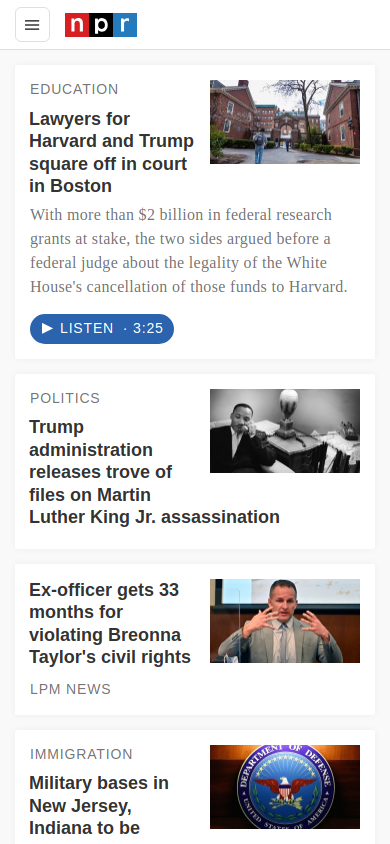 npr
EDUCATION
Lawyers for
Harvard and Trump
square off in court
in Boston
With more than $2 billion in federal research
grants at stake, the two sides argued before a
federal judge about the legality of the White
House's cancellation of those funds to Harvard.
LISTEN · 3:25
POLITICS
Trump
administration
releases trove of
files on Martin
Luther King Jr. assassination
Ex-officer gets 33
months for
violating Breonna
Taylor's civil rights
LPM NEWS
IMMIGRATION
Military bases in
New Jersey,
Indiana to be
DEPARTMENT OF DEFENSE
UNITED STATES OF AMERICA